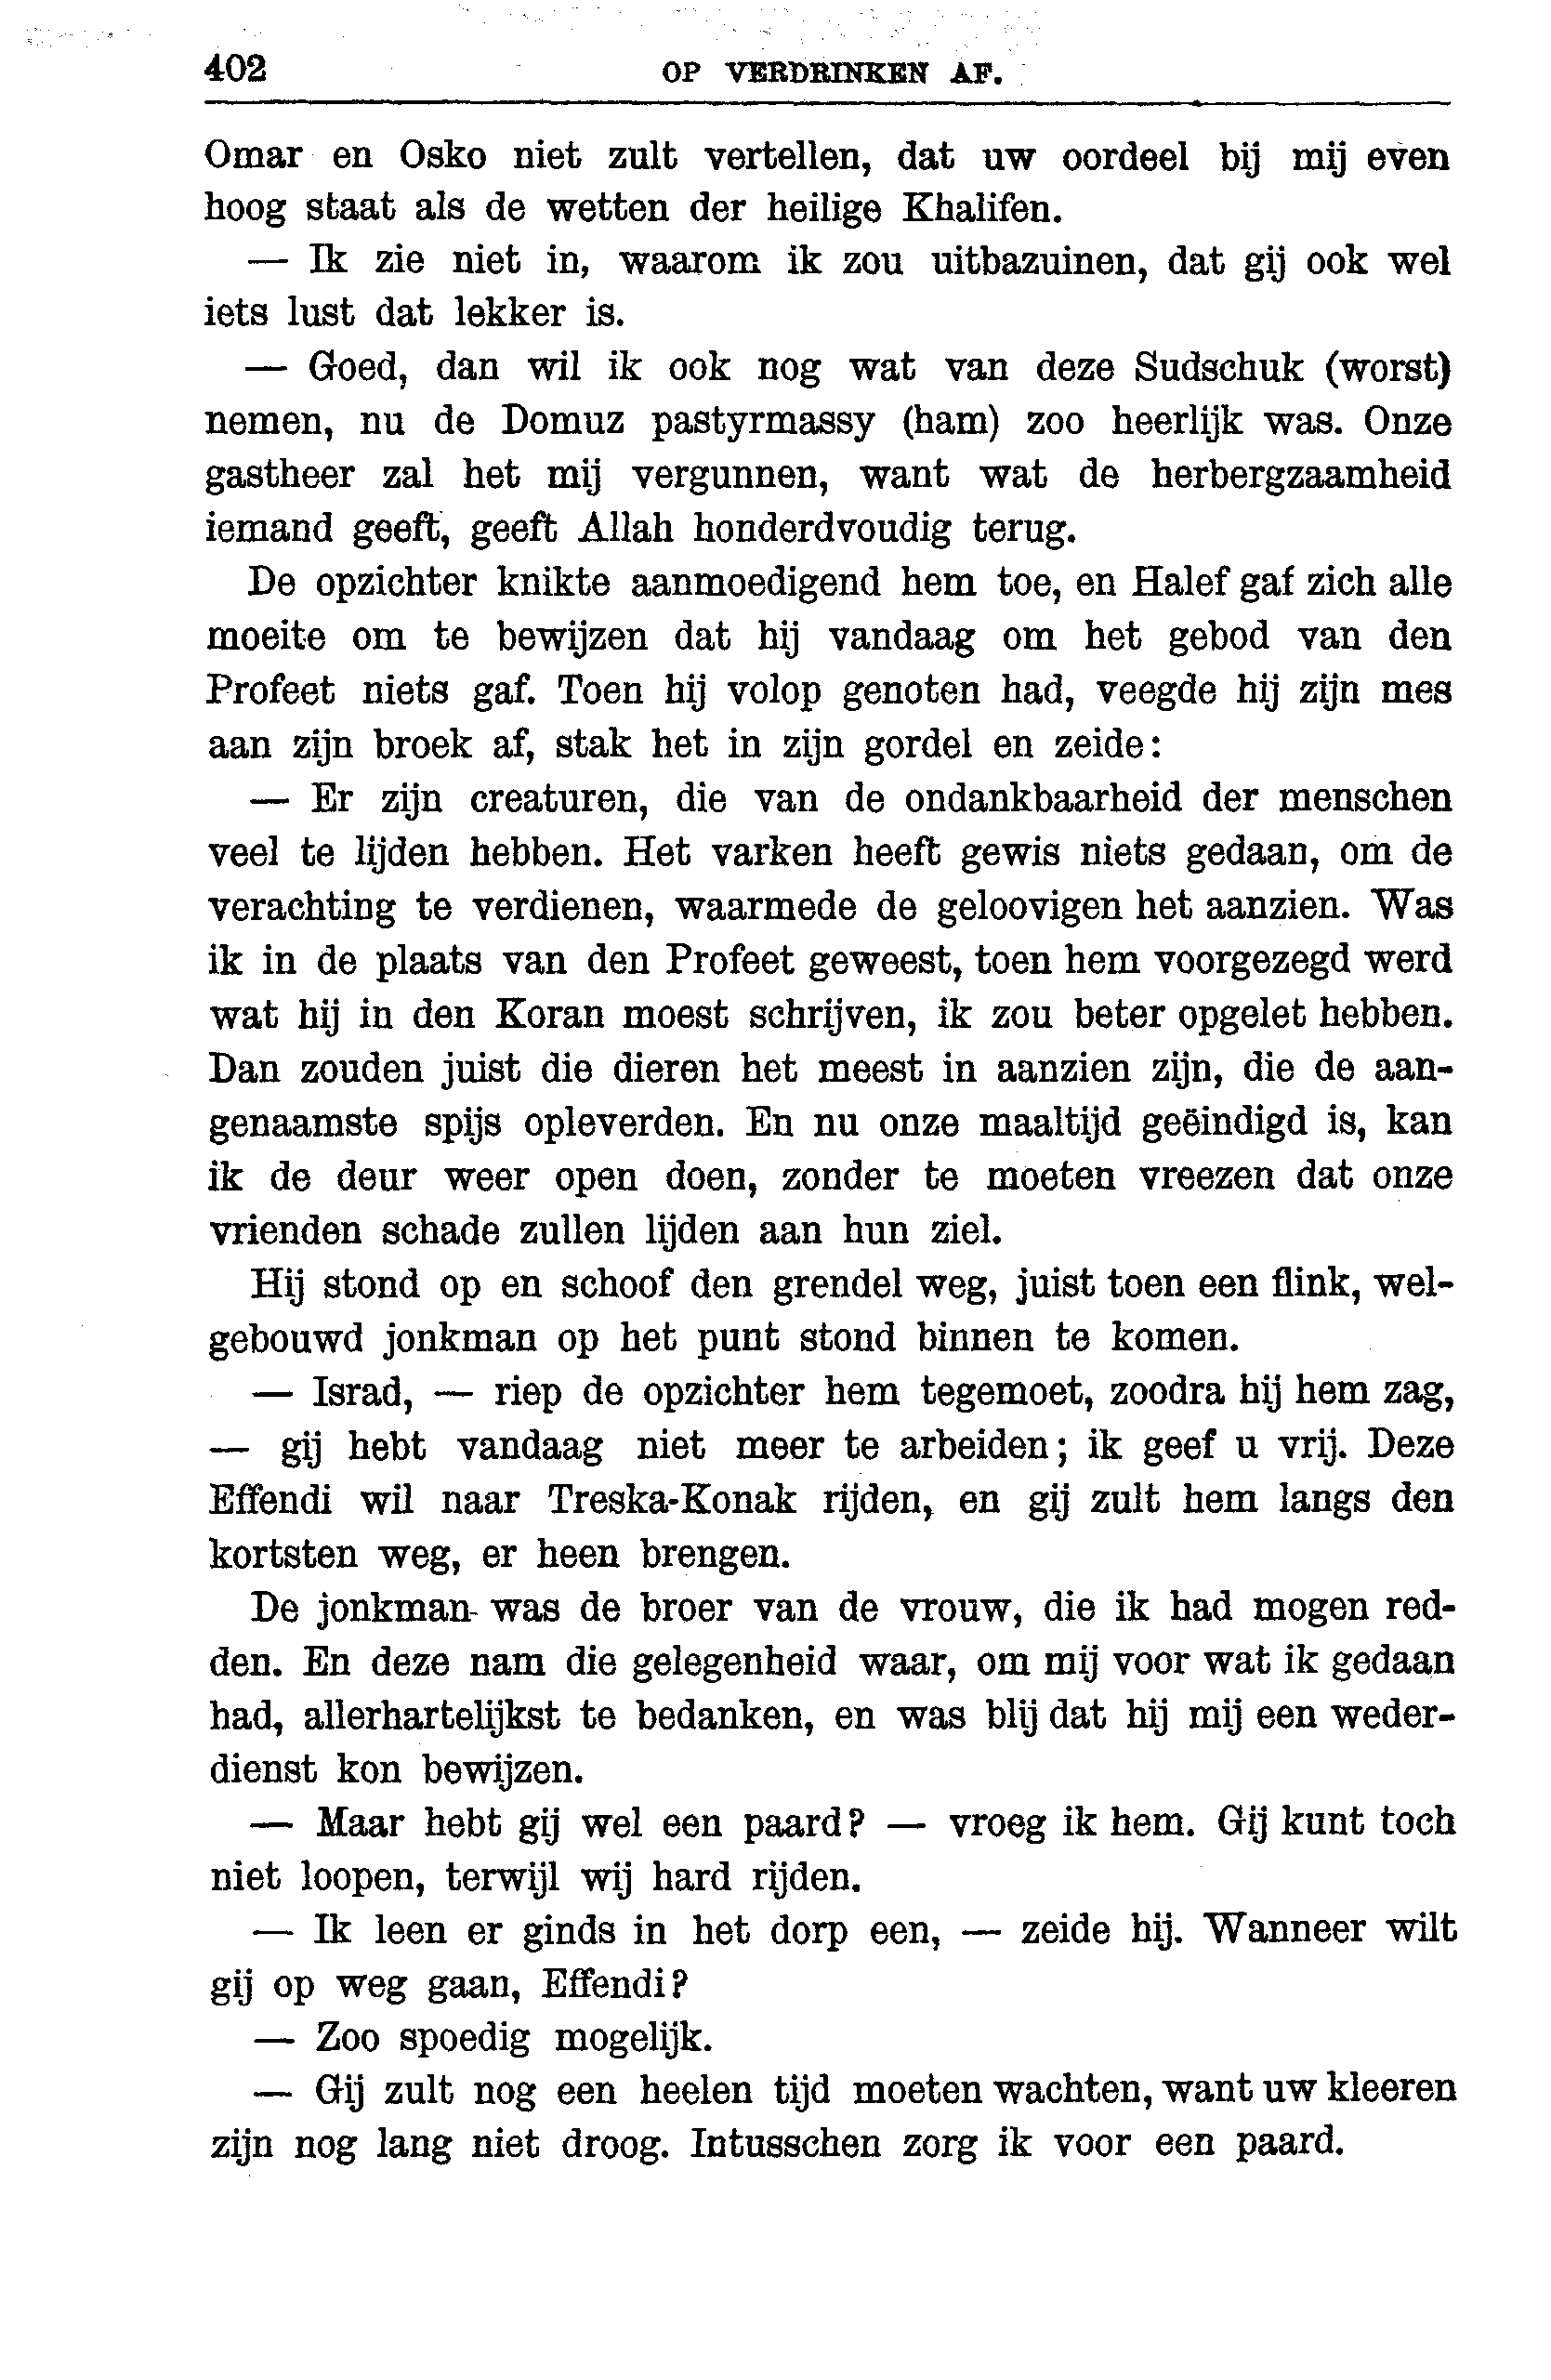 402 OP VERDRINKEN AF.
Omar en Osko niet zult vertellen, dat uw oordeel bij mij even
hoog staat als de wetten der heilige Khalifen.
— Ik zie niet in, waarom ik zou uitbazuinen, dat gij ook wel
iets lust dat lekker is.
— Goed, dan wil ik ook nog wat van deze Sudschuk (worst)
nemen, nu de Domuz pastyrmassy (ham) zoo heerlijk was. Onze
gastheer zal het mij vergunnen, want wat de herbergzaamheid
iemand geeft, geeft Allah honderdvoudig terug.
De opzichter knikte aanmoedigend hem toe, en Halef gaf zich alle
moeite om te bewijzen dat hij vandaag om het gebod van den
Profeet niets gaf. Toen hij volop genoten had, veegde hij zijn mes
aan zijn broek af, stak het in zijn gordel en zeide:
— Er zijn creaturen, die van de ondankbaarheid der menschen
veel te lijden hebben. Het varken heeft gewis niets gedaan, om de
verachting te verdienen, waarmede de geloovigen het aanzien. Was
ik in de plaats van den Profeet geweest, toen hem voorgezegd werd
wat hij in den Koran moest schrijven, ik zou beter opgelet hebben.
Dan zouden juist die dieren het meest in aanzien zijn, die de aan-
genaamste spijs opleverden. En nu onze maaltijd geëindigd is, kan
ik de deur weer open doen, zonder te moeten vreezen dat onze
vrienden schade zullen lijden aan hun ziel.
Hij stond op en schoof den grendel weg, juist toen een flink, wel-
gebouwd jonkman op het punt stond binnen te komen.
— Israd, — riep de opzichter hem tegemoet, zoodra hij hem zag,
— gij hebt vandaag niet meer te arbeiden; ik geef u vrij. Deze
Effendi wil naar Treska-Konak rijden, en gij zult hem langs den
kortsten weg, er heen brengen.
De jonkman was de broer van de vrouw, die ik had mogen red-
den. En deze nam die gelegenheid waar, om mij voor wat ik gedaan
had, allerhartelijkst te bedanken, en was blij dat hij mij een weder-
dienst kon bewijzen.
— Maar hebt gij wel een paard? — vroeg ik hem. Gij kunt toch
niet loopen, terwijl wij hard rijden.
— Ik leen er ginds in het dorp een, — zeide hij. Wanneer wilt
gij op weg gaan, Effendi?
— Zoo spoedig mogelijk.
— Gij zult nog een heelen tijd moeten wachten, want uw kleeren
zijn nog lang niet droog. Intusschen zorg ik voor een paard.